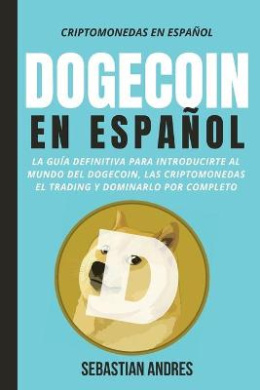 CRIPTOMONEDAS EN ESPAÑOL
DOGECOIN
EN ESPAÑOL
LA GUÍA DEFINITIVA PARA INTRODUCIRTE AL
MUNDO DEL DOGECOIN, LAS CRIPTOMONEDAS
EL TRADING Y DOMINARLO POR COMPLETO
D
SEBASTIAN ANDRES